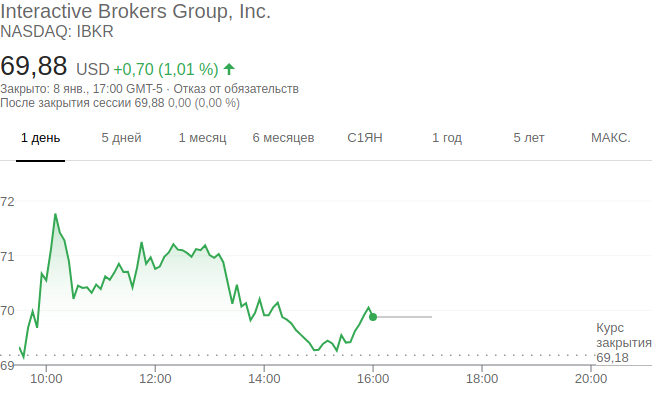 Interactive Brokers Group, Inc.
NASDAQ: IBKR
69,88 USD +0,70 (1,01 %)
Закрыто: 8 янв., 17:00 GMT-5 · Отказ от обязательств
После закрытия сессии 69,88 0,00 (0,00 %)
1 день 5 дней 1 месяц 6 месяцев С1ЯН 1 год 5 лет МАКС.
72
71
70
Курс
закрытия
69,18
69
10:00 12:00 14:00 16:00 18:00 20:00